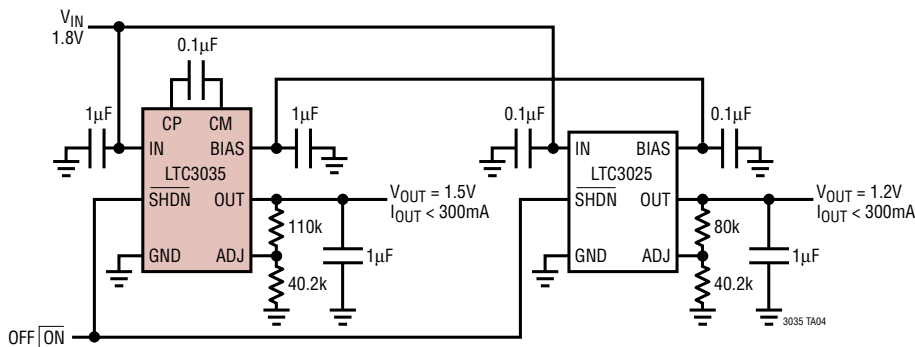 VIN
1.8V
0.1µF
1µF
CP CM
1µF
IN BIAS
LTC3035
SHDN OUT
GND ADJ
VOUT = 1.5V
IOUT < 300mA
110k
1µF
40.2k
0.1µF
0.1µF
IN BIAS
LTC3025
SHDN OUT
GND ADJ
VOUT = 1.2V
IOUT < 300mA
80k
1µF
40.2k
OFF ON
3035 TA04